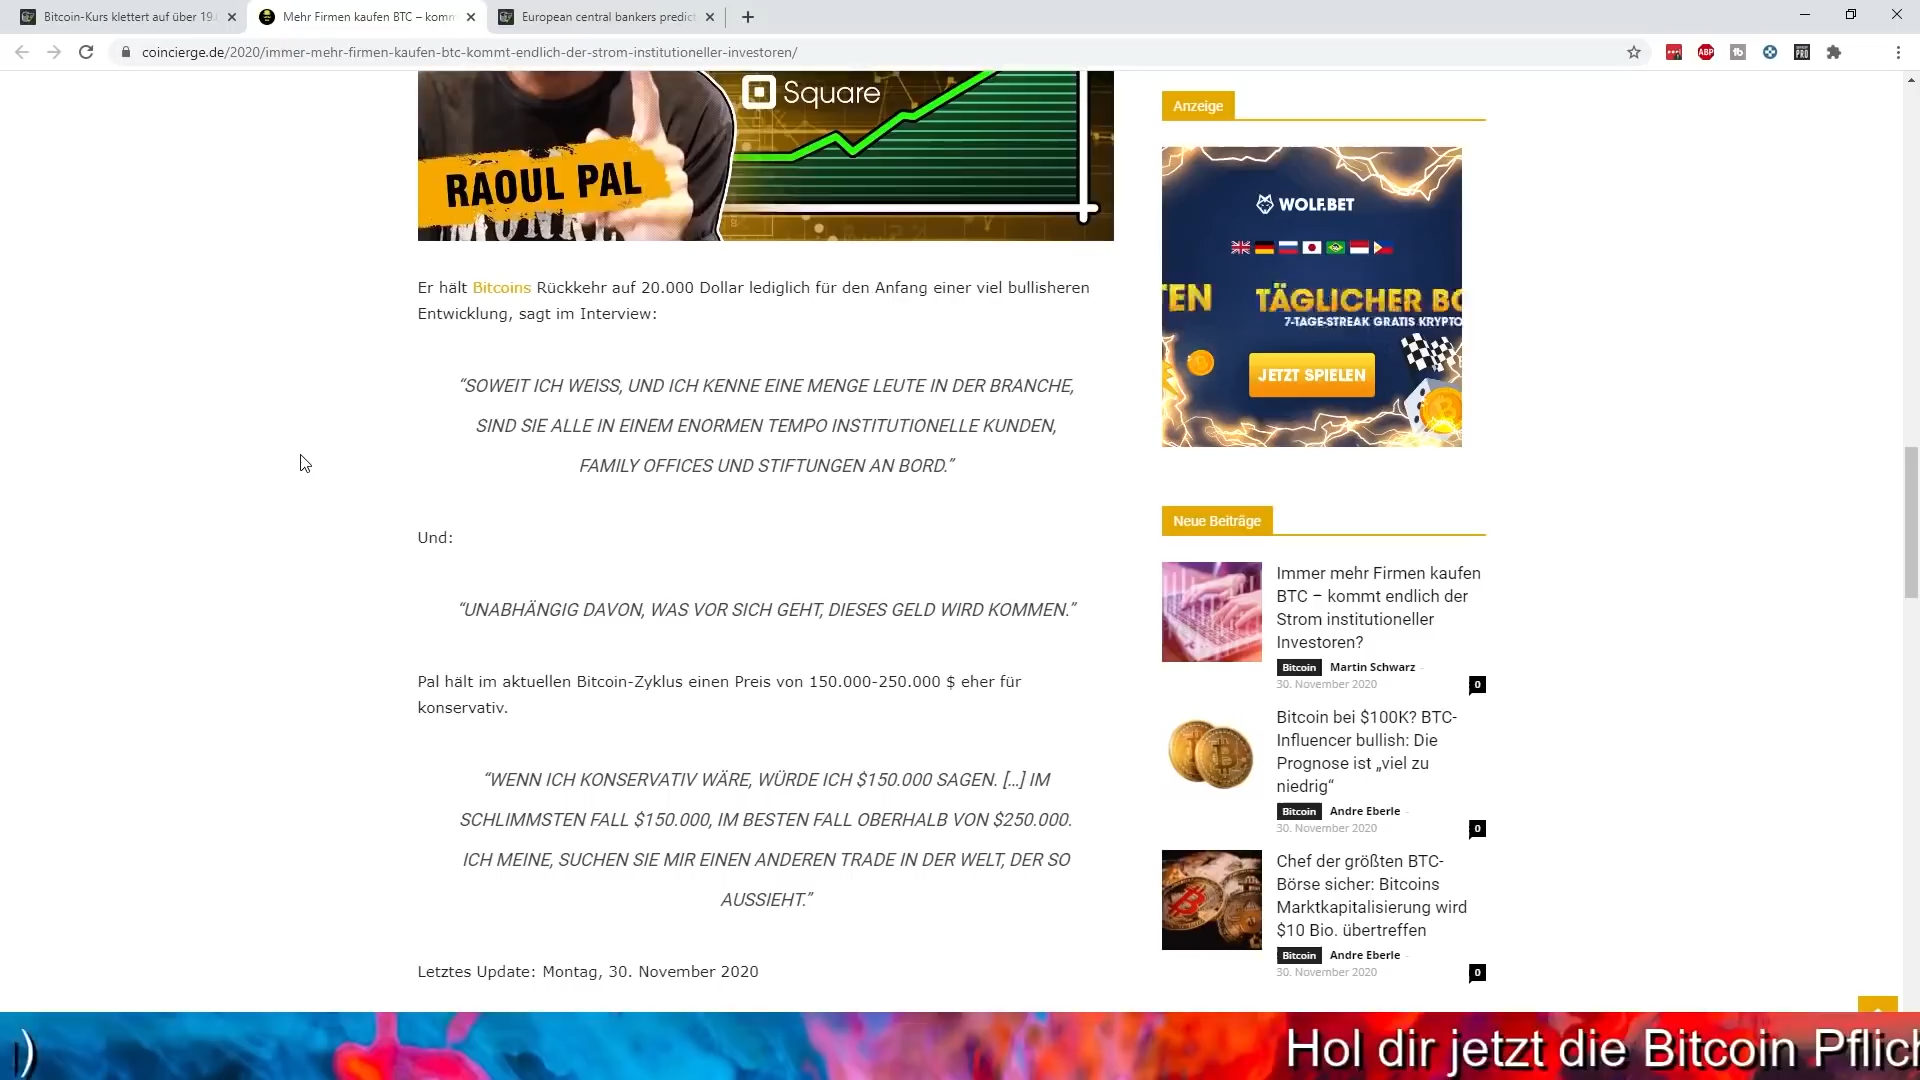 Bitcoin-Kurs klettert auf über 19.
Mehr Firmen kaufen BTC – komm
European central bankers predict
coincierge.de/2020/immer-mehr-firmen-kaufen-btc-kommt-endlich-der-strom-institutioneller-investoren/
Square
RAOUL PAL
Er hält Bitcoins Rückkehr auf 20.000 Dollar lediglich für den Anfang einer viel bullisheren
Entwicklung, sagt im Interview:
“SOWEIT ICH WEISS, UND ICH KENNE EINE MENGE LEUTE IN DER BRANCHE,
SIND SIE ALLE IN EINEM ENORMEN TEMPO INSTITUTIONELLE KUNDEN,
FAMILY OFFICES UND STIFTUNGEN AN BORD.”
Und:
“UNABHÄNGIG DAVON, WAS VOR SICH GEHT, DIESES GELD WIRD KOMMEN.”
Pal hält im aktuellen Bitcoin-Zyklus einen Preis von 150.000-250.000 $ eher für
konservativ.
“WENN ICH KONSERVATIV WÄRE, WÜRDE ICH $150.000 SAGEN. […] IM
SCHLIMMSTEN FALL $150.000, IM BESTEN FALL OBERHALB VON $250.000.
ICH MEINE, SUCHEN SIE MIR EINEN ANDEREN TRADE IN DER WELT, DER SO
AUSSIEHT.”
Letztes Update: Montag, 30. November 2020
Anzeige
WOLF.BET
TEN TÄGLICHER BO
7-TAGE-STREAK GRATIS KRYPTO
JETZT SPIELEN
Neue Beiträge
Immer mehr Firmen kaufen
BTC – kommt endlich der
Strom institutioneller
Investoren?
Bitcoin Martin Schwarz -
30. November 2020 0
Bitcoin bei $100K? BTC-
Influencer bullish: Die
Prognose ist „viel zu
niedrig“
Bitcoin Andre Eberle -
30. November 2020 0
Chef der größten BTC-
Börse sicher: Bitcoins
Marktkapitalisierung wird
$10 Bio. übertreffen
Bitcoin Andre Eberle -
30. November 2020 0
) Hol dir jetzt die Bitcoin Pflich